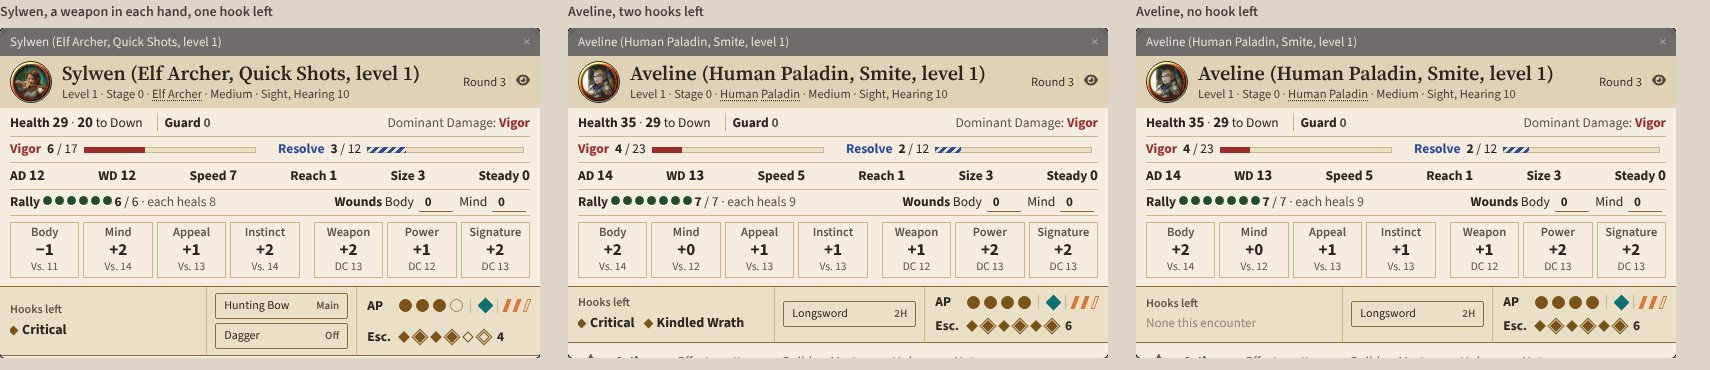 Sylwen, a weapon in each hand, one hook left
Sylwen (Elf Archer, Quick Shots, level 1) ×
Sylwen (Elf Archer, Quick Shots, level 1)
Round 3
Level 1 · Stage 0 · Elf Archer · Medium · Sight, Hearing 10
Health 29 · 20 to Down Guard 0 Dominant Damage: Vigor
Vigor 6 / 17 Resolve 3 / 12
AD 12 WD 12 Speed 7 Reach 1 Size 3 Steady 0
Rally 6 / 6 · each heals 8 Wounds Body 0 Mind 0
Body Mind Appeal Instinct Weapon Power Signature
−1 +2 +1 +2 +2 +1 +2
Vs. 11 Vs. 14 Vs. 13 Vs. 14 DC 13 DC 12 DC 13
Hooks left
Critical
Hunting Bow Main
Dagger Off
AP
Esc. 4
Aveline, two hooks left
Aveline (Human Paladin, Smite, level 1) ×
Aveline (Human Paladin, Smite, level 1)
Round 3
Level 1 · Stage 0 · Human Paladin · Medium · Sight, Hearing 10
Health 35 · 29 to Down Guard 0 Dominant Damage: Vigor
Vigor 4 / 23 Resolve 2 / 12
AD 14 WD 13 Speed 5 Reach 1 Size 3 Steady 0
Rally 7 / 7 · each heals 9 Wounds Body 0 Mind 0
Body Mind Appeal Instinct Weapon Power Signature
+2 +0 +1 +1 +1 +2 +2
Vs. 14 Vs. 12 Vs. 13 Vs. 13 DC 12 DC 13 DC 13
Hooks left
Critical Kindled Wrath
Longsword 2H
AP
Esc. 6
Aveline, no hook left
Aveline (Human Paladin, Smite, level 1) ×
Aveline (Human Paladin, Smite, level 1)
Round 3
Level 1 · Stage 0 · Human Paladin · Medium · Sight, Hearing 10
Health 35 · 29 to Down Guard 0 Dominant Damage: Vigor
Vigor 4 / 23 Resolve 2 / 12
AD 14 WD 13 Speed 5 Reach 1 Size 3 Steady 0
Rally 7 / 7 · each heals 9 Wounds Body 0 Mind 0
Body Mind Appeal Instinct Weapon Power Signature
+2 +0 +1 +1 +1 +2 +2
Vs. 14 Vs. 12 Vs. 13 Vs. 13 DC 12 DC 13 DC 13
Hooks left
None this encounter
Longsword 2H
AP
Esc. 6